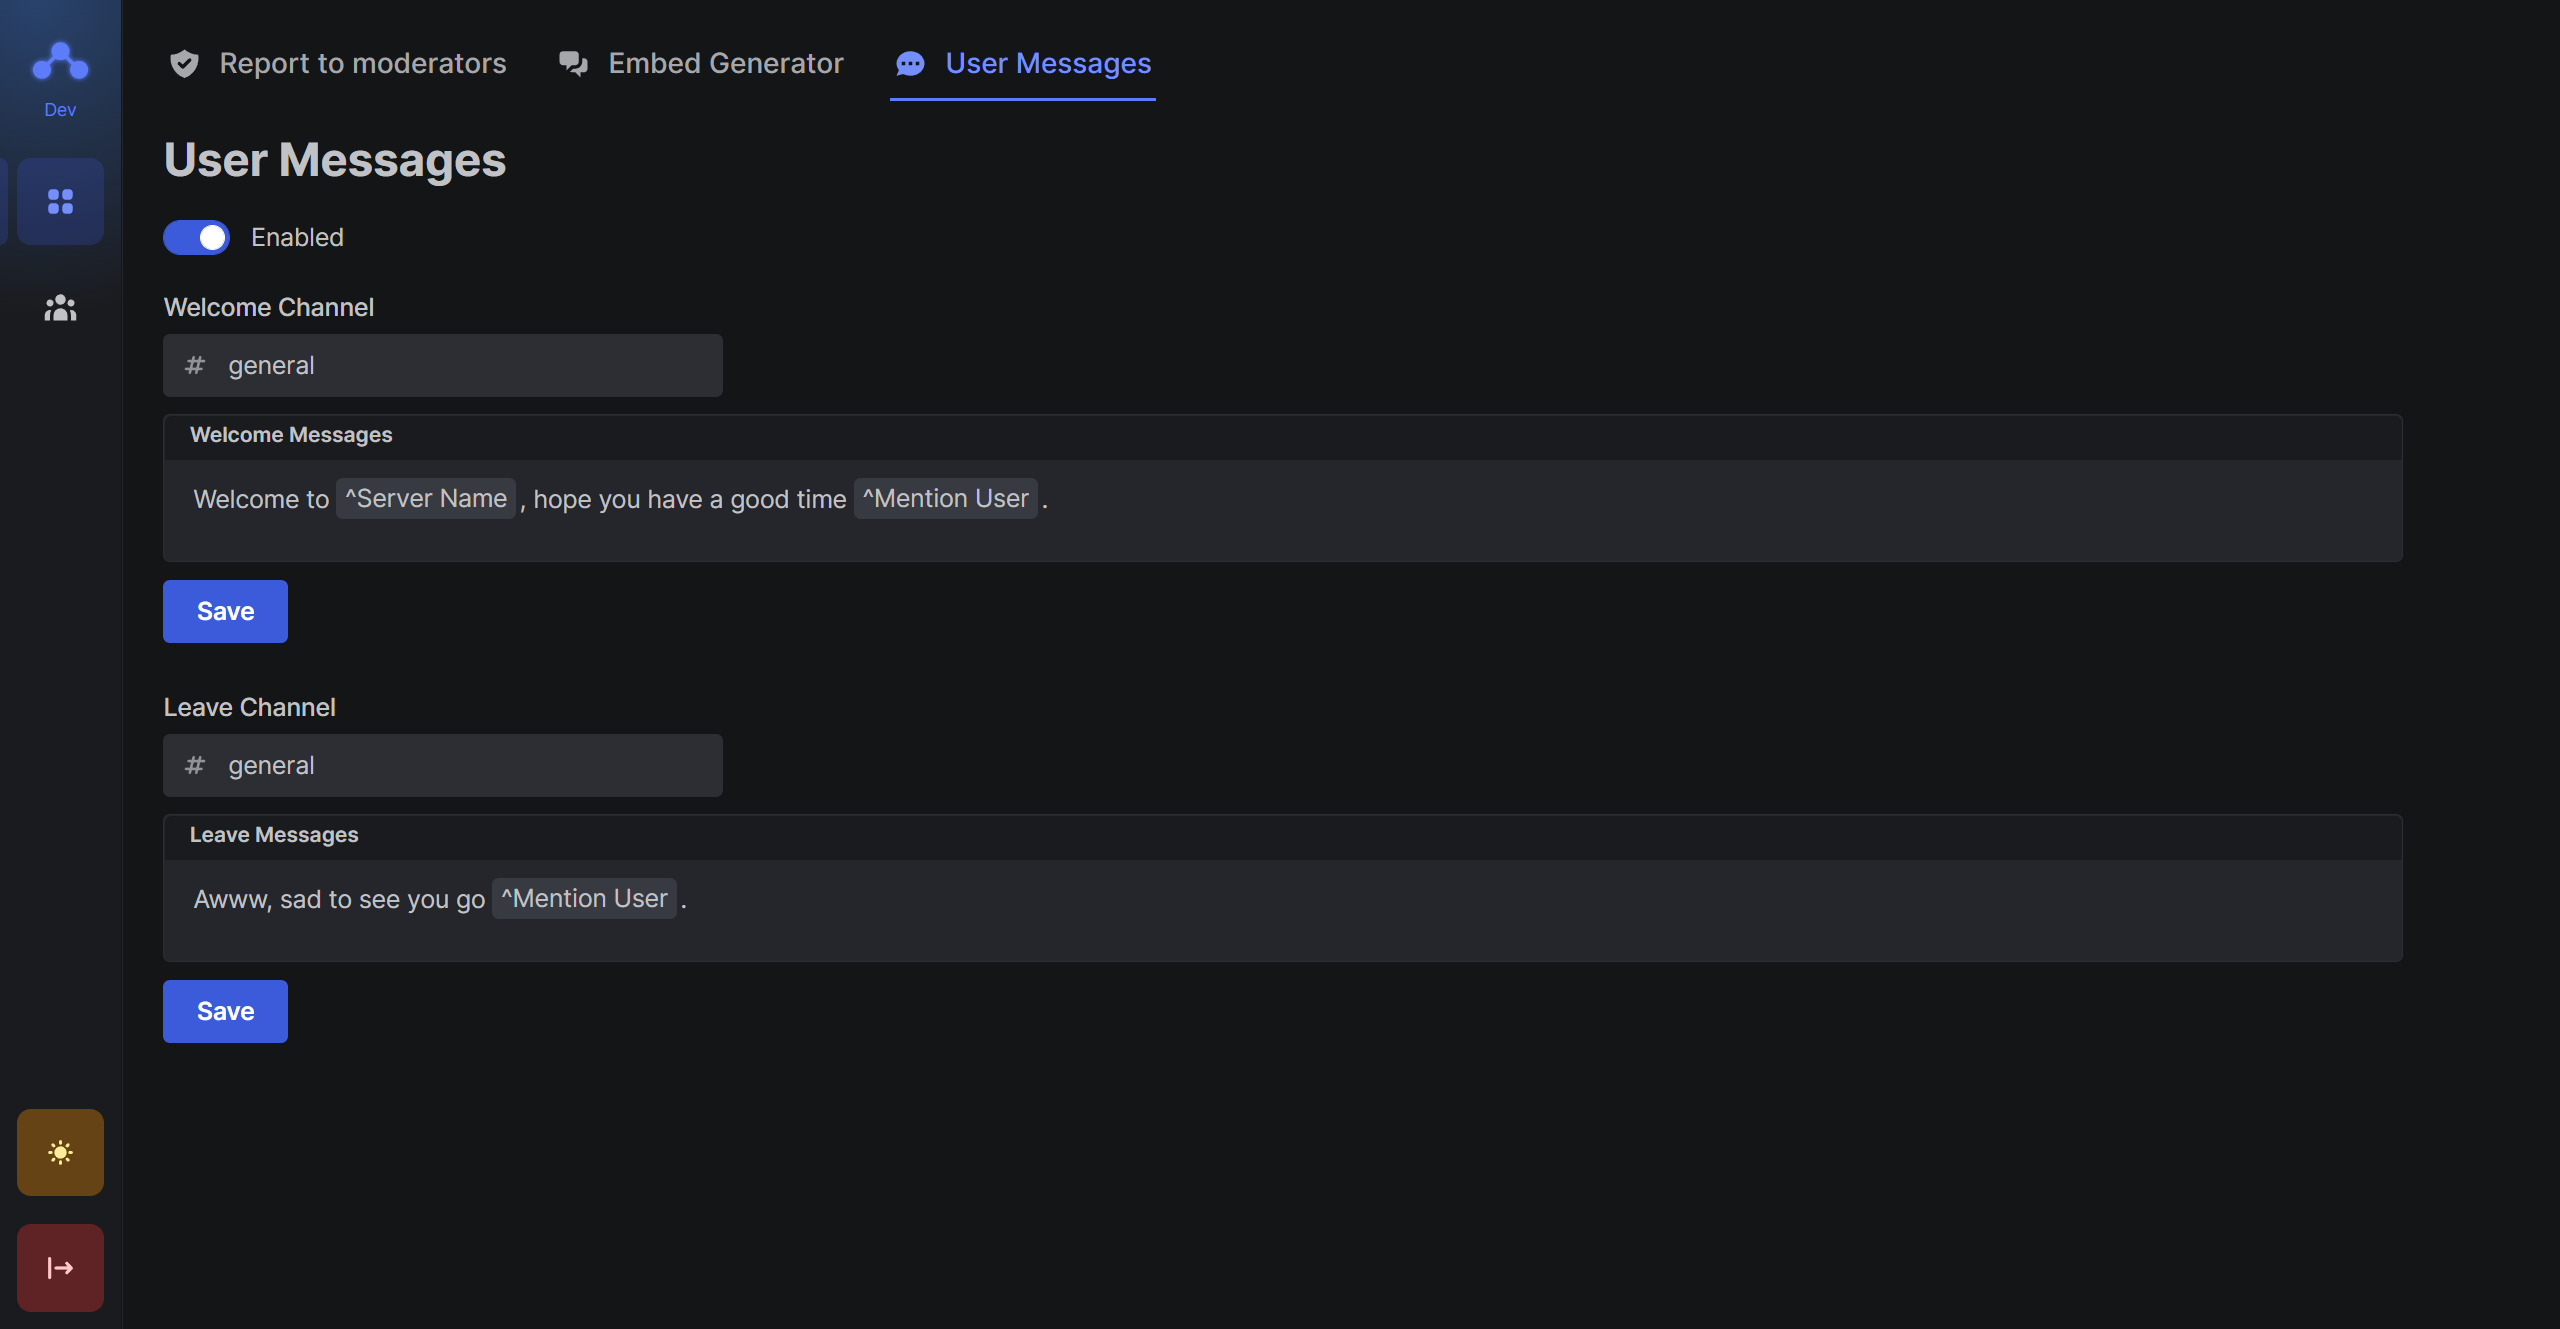 Dev
Report to moderators
Embed Generator
User Messages
User Messages
Enabled
Welcome Channel
# general
Welcome Messages
Welcome to ^Server Name , hope you have a good time ^Mention User .
Save
Leave Channel
# general
Leave Messages
Awww, sad to see you go ^Mention User .
Save